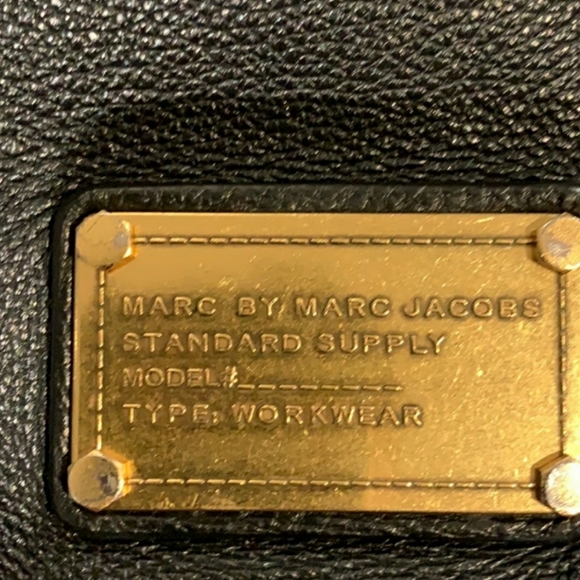 MARC BY MARC JACOBS
STANDARD SUPPLY
MODEL#_________
TYPE: WORKWEAR